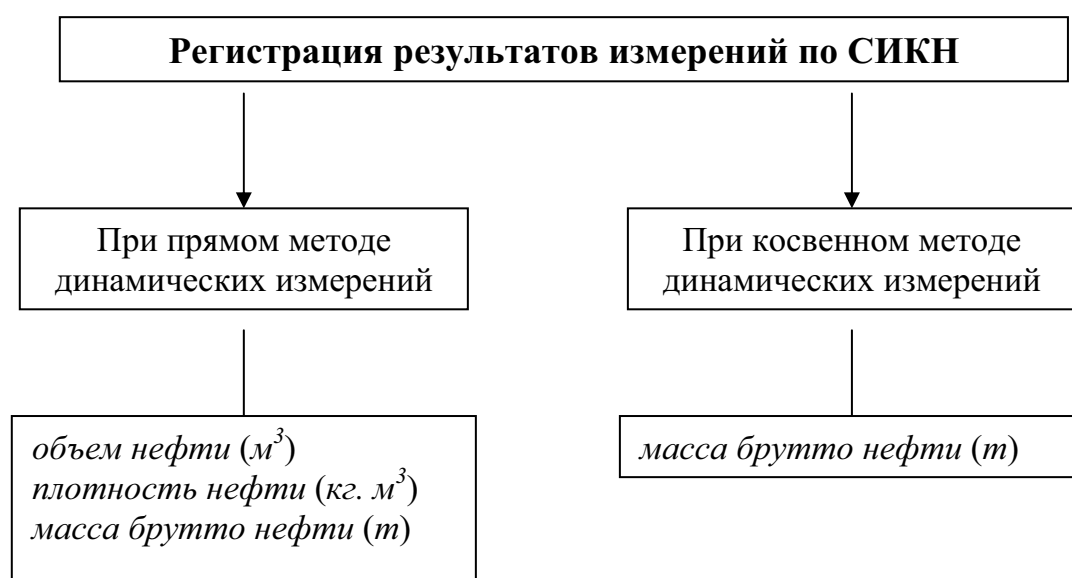 Регистрация результатов измерений по СИКН
При прямом методе
динамических измерений
При косвенном методе
динамических измерений
объем нефти (м³)
плотность нефти (кг. м³)
масса брутто нефти (т)
масса брутто нефти (т)